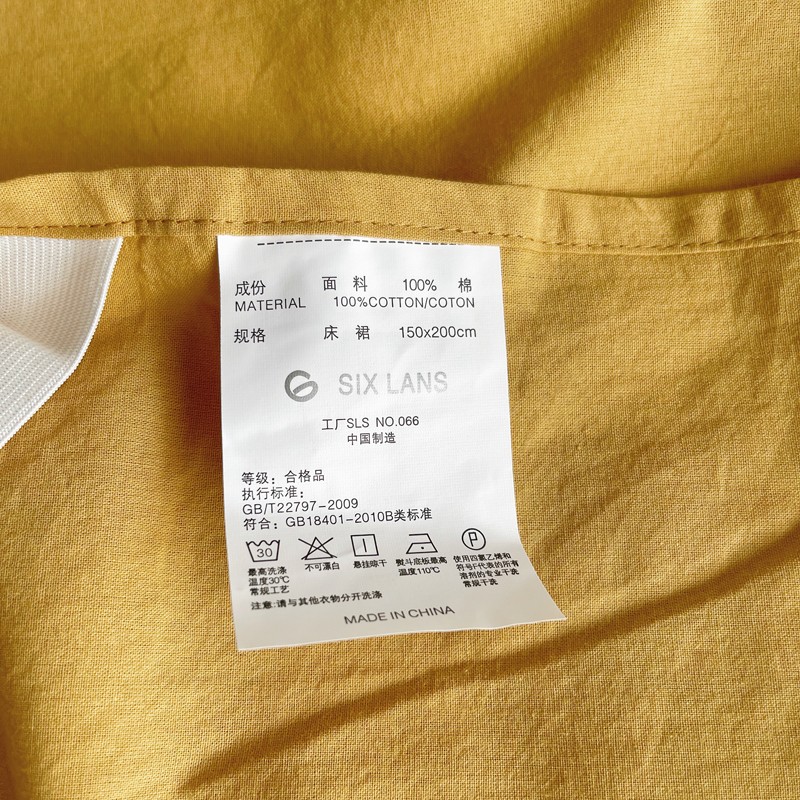 成份 面料 100% 棉
MATERIAL 100%COTTON/COTON
规格 床裙 150x200cm
SIX LANS
工厂SLS NO.066
中国制造
等级：合格品
执行标准：
GB/T22797-2009
符合：GB18401-2010B类标准
30
P
最高洗涤 不可漂白 悬挂晾干 熨斗底板最高 使用四氯乙烯和
温度30℃ 温度110℃ 符号F代表的所有
常规工艺 溶剂的专业干洗
常规干洗
注意:请与其他衣物分开洗涤
MADE IN CHINA